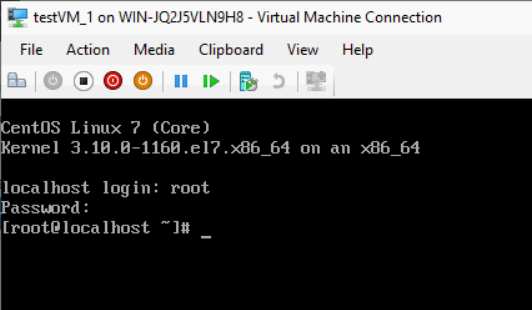 testVM_1 on WIN-JQ2J5VLN9H8 - Virtual Machine Connection
File Action Media Clipboard View Help
CentOS Linux 7 (Core)
Kernel 3.10.0-1160.el7.x86_64 on an x86_64
localhost login: root
Password:
[root@localhost ~]# _